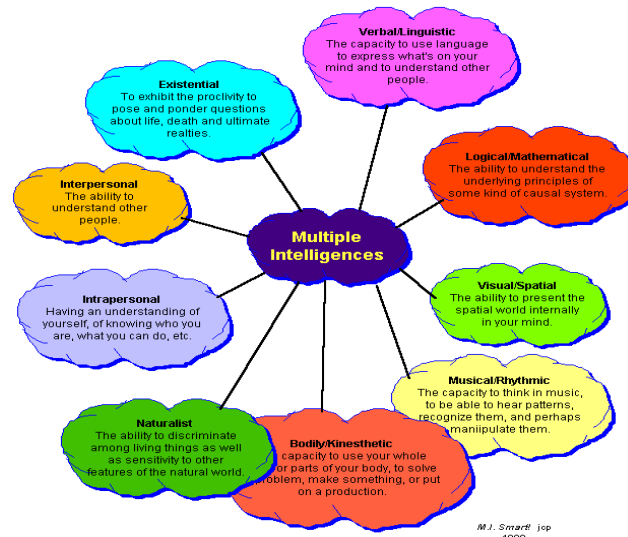 Verbal/Linguistic
The capacity to use language
to express what's on your
mind and to understand other
people.
Existential
To exhibit the proclivity to
pose and ponder questions
about life, death and ultimate
realties.
Logical/Mathematical
The ability to understand the
underlying principles of
some kind of causal system.
Interpersonal
The ability to
understand other
people.
Multiple
Intelligences
Intrapersonal
Having an understanding of
yourself, of knowing who you
are, what you can do, etc.
Visual/Spatial
The ability to present the
spatial world internally
in your mind.
Musical/Rhythmic
The capacity to think in music,
to be able to hear patterns,
recognize them, and perhaps
maniipulate them.
Naturalist
The ability to discriminate
among living things as well
as sensitivity to other
features of the natural world.
Bodily/Kinesthetic
capacity to use your whole
or parts of your body, to solve
problem, make something, or put
on a production.
M.I. Smart! jcp